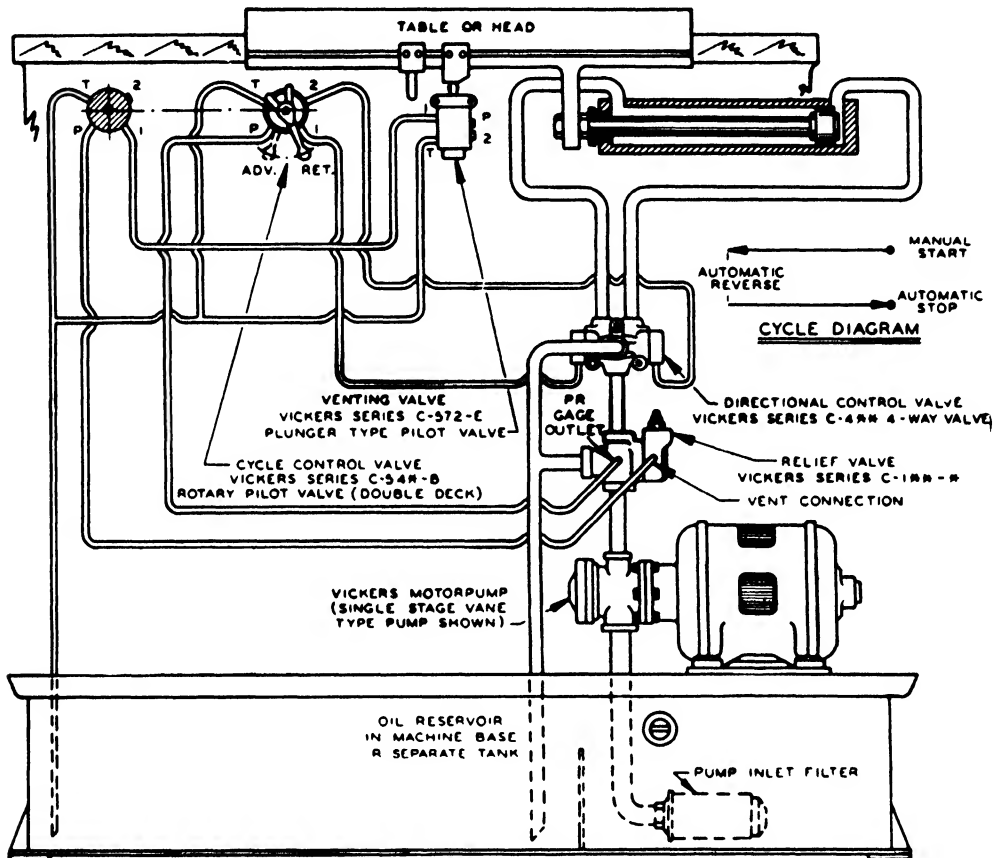 TABLE OR HEAD
T
2
P
1
T
2
P
1
ADV. RET.
P
2
T
MANUAL
START
AUTOMATIC
REVERSE
AUTOMATIC
STOP
CYCLE DIAGRAM
VENTING VALVE
VICKERS SERIES C-572-E
PLUNGER TYPE PILOT VALVE
PR
GAGE
OUTLET
DIRECTIONAL CONTROL VALVE
VICKERS SERIES C-4** 4-WAY VALVE
CYCLE CONTROL VALVE
VICKERS SERIES C-54*-B
ROTARY PILOT VALVE (DOUBLE DECK)
RELIEF VALVE
VICKERS SERIES C-1**-*
VENT CONNECTION
VICKERS MOTORPUMP
(SINGLE STAGE VANE
TYPE PUMP SHOWN)
OIL RESERVOIR
IN MACHINE BASE
R SEPARATE TANK
PUMP INLET FILTER